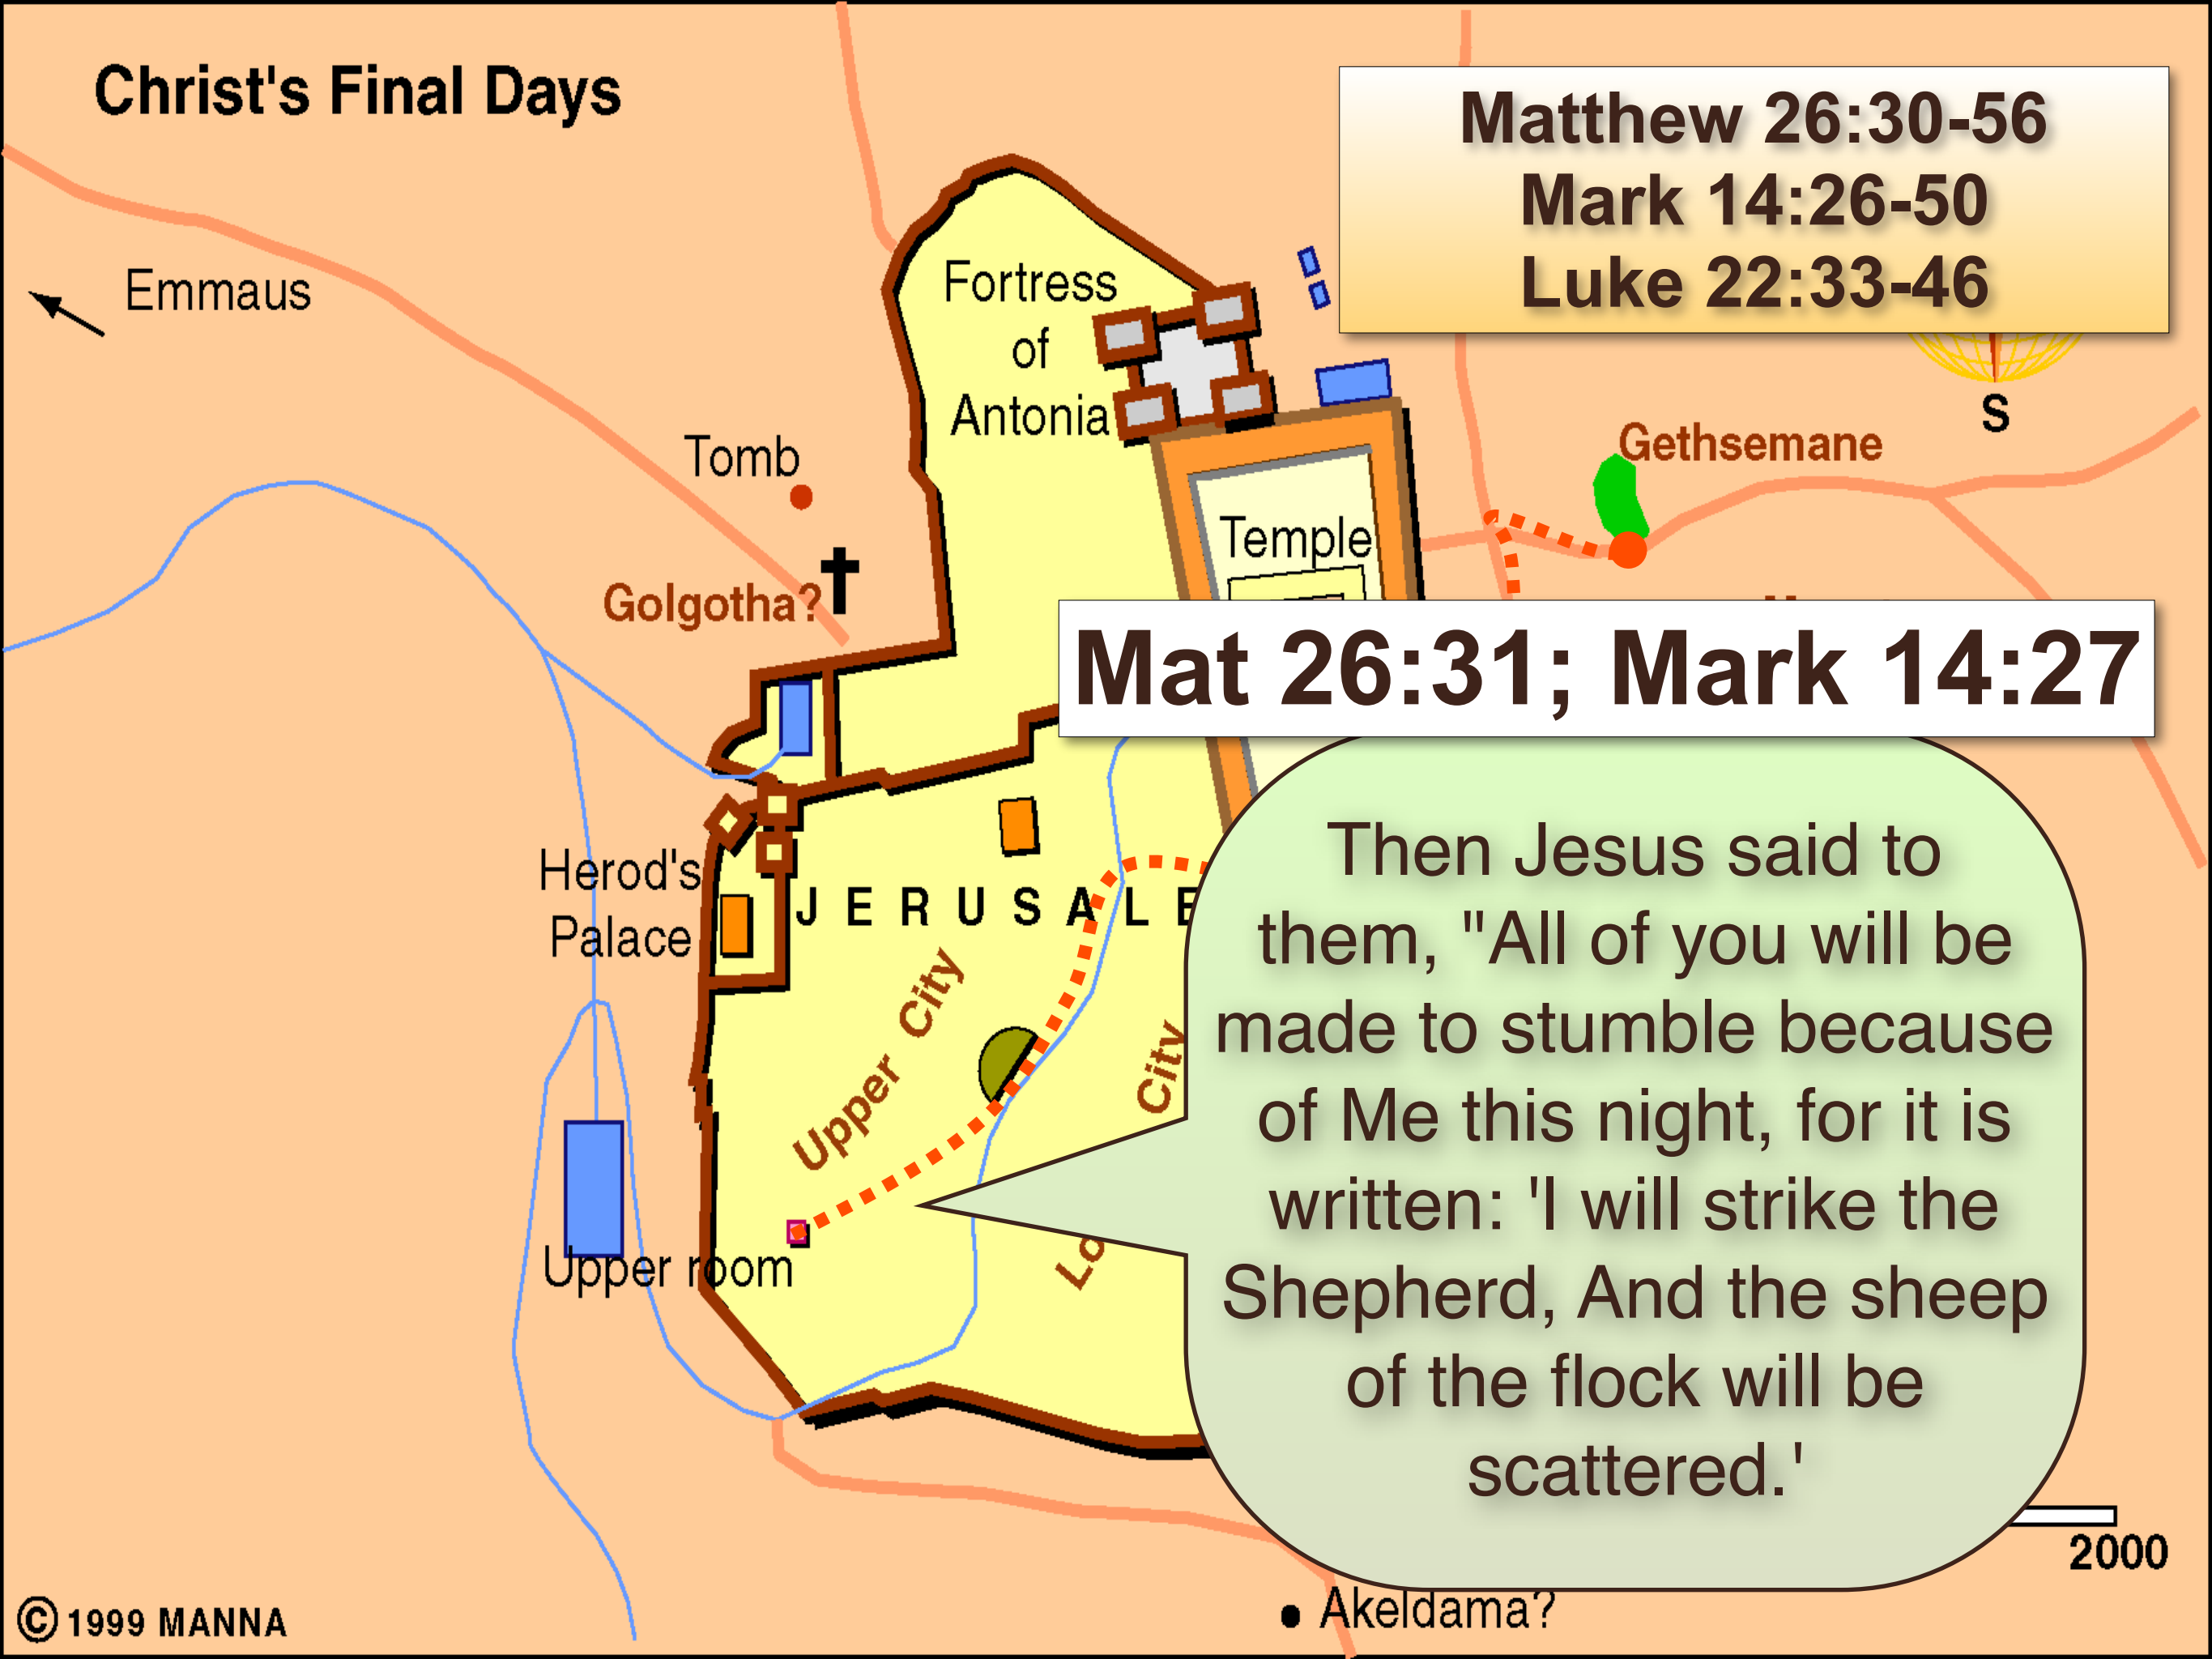 Christ's Final Days
Matthew 26:30-56
Mark 14:26-50
Luke 22:33-46
Emmaus
Fortress
of
Antonia
S
Gethsemane
Tomb
Temple
Golgotha?
Mat 26:31; Mark 14:27
Herod's
Palace
JERUSALE
Upper City
City
Lo
Upper room
Then Jesus said to
them, "All of you will be
made to stumble because
of Me this night, for it is
written: 'I will strike the
Shepherd, And the sheep
of the flock will be
scattered.'
2000
Akeldama?
© 1999 MANNA